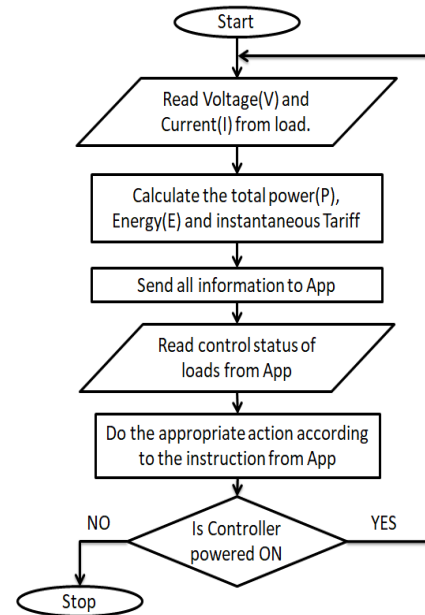 Start
Read Voltage(V) and
Current(I) from load.
Calculate the total power(P),
Energy(E) and instantaneous Tariff
Send all information to App
Read control status of
loads from App
Do the appropriate action according
to the instruction from App
NO
Is Controller
powered ON
YES
Stop